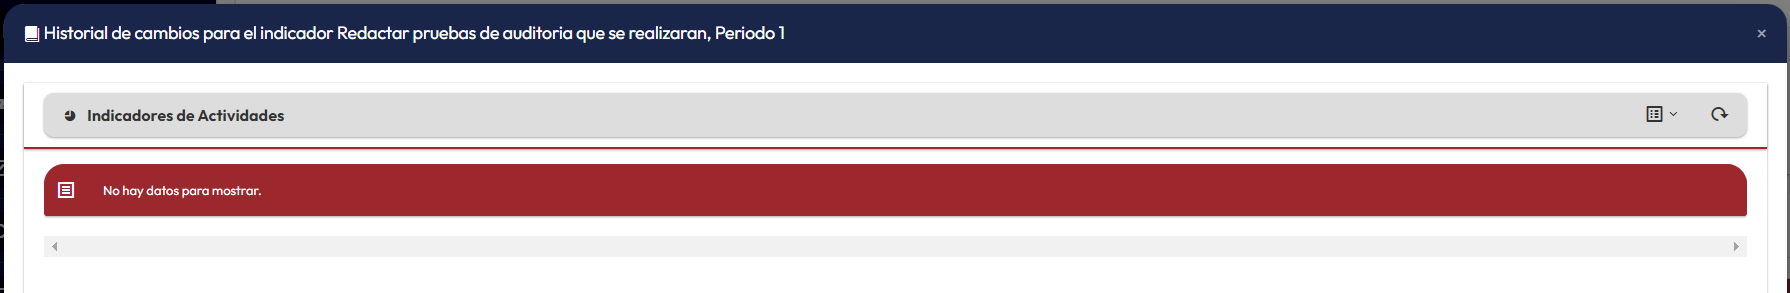 Historial de cambios para el indicador Redactar pruebas de auditoria que se realizaran, Periodo 1
Indicadores de Actividades
No hay datos para mostrar.